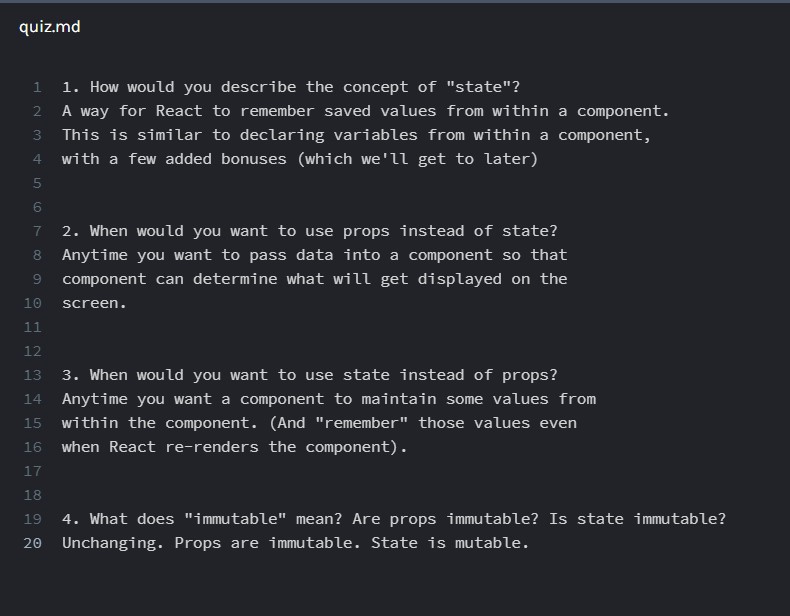 quiz.md
1 1. How would you describe the concept of "state"?
2 A way for React to remember saved values from within a component.
3 This is similar to declaring variables from within a component,
4 with a few added bonuses (which we'll get to later)
5
6
7 2. When would you want to use props instead of state?
8 Anytime you want to pass data into a component so that
9 component can determine what will get displayed on the
10 screen.
11
12
13 3. When would you want to use state instead of props?
14 Anytime you want a component to maintain some values from
15 within the component. (And "remember" those values even
16 when React re-renders the component).
17
18
19 4. What does "immutable" mean? Are props immutable? Is state immutable?
20 Unchanging. Props are immutable. State is mutable.